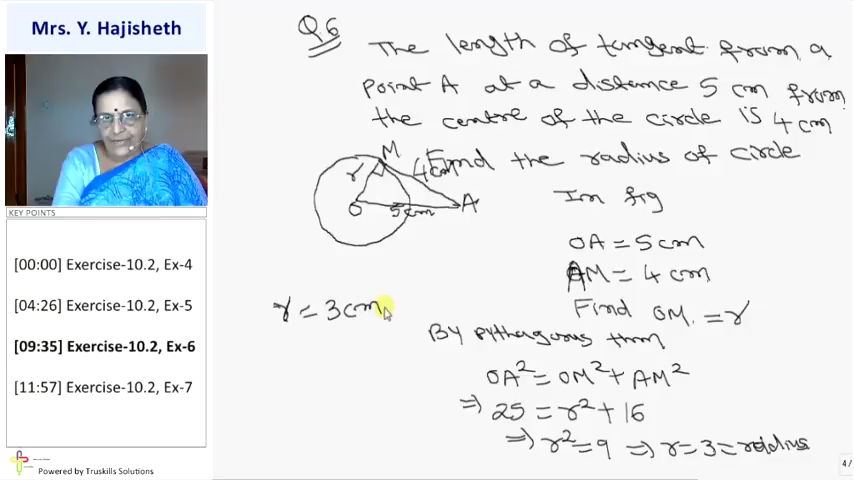 Mrs. Y. Hajisheth
KEY POINTS
[00:00] Exercise-10.2, Ex-4
[04:26] Exercise-10.2, Ex-5
[09:35] Exercise-10.2, Ex-6
[11:57] Exercise-10.2, Ex-7
Powered by Truskills Solutions
Q.6
The length of tangent from a
point A at a distance 5 cm from
the centre of the circle is 4 cm
Find the radius of circle
M
r
4cm
O
5cm
A
In fig
OA = 5cm
AM = 4 cm
Find OM = r
r = 3cm
By pythagorus thm
OA² = OM² + AM²
⇒ 25 = r² + 16
⇒ r² = 9 ⇒ r = 3 = radius
4/